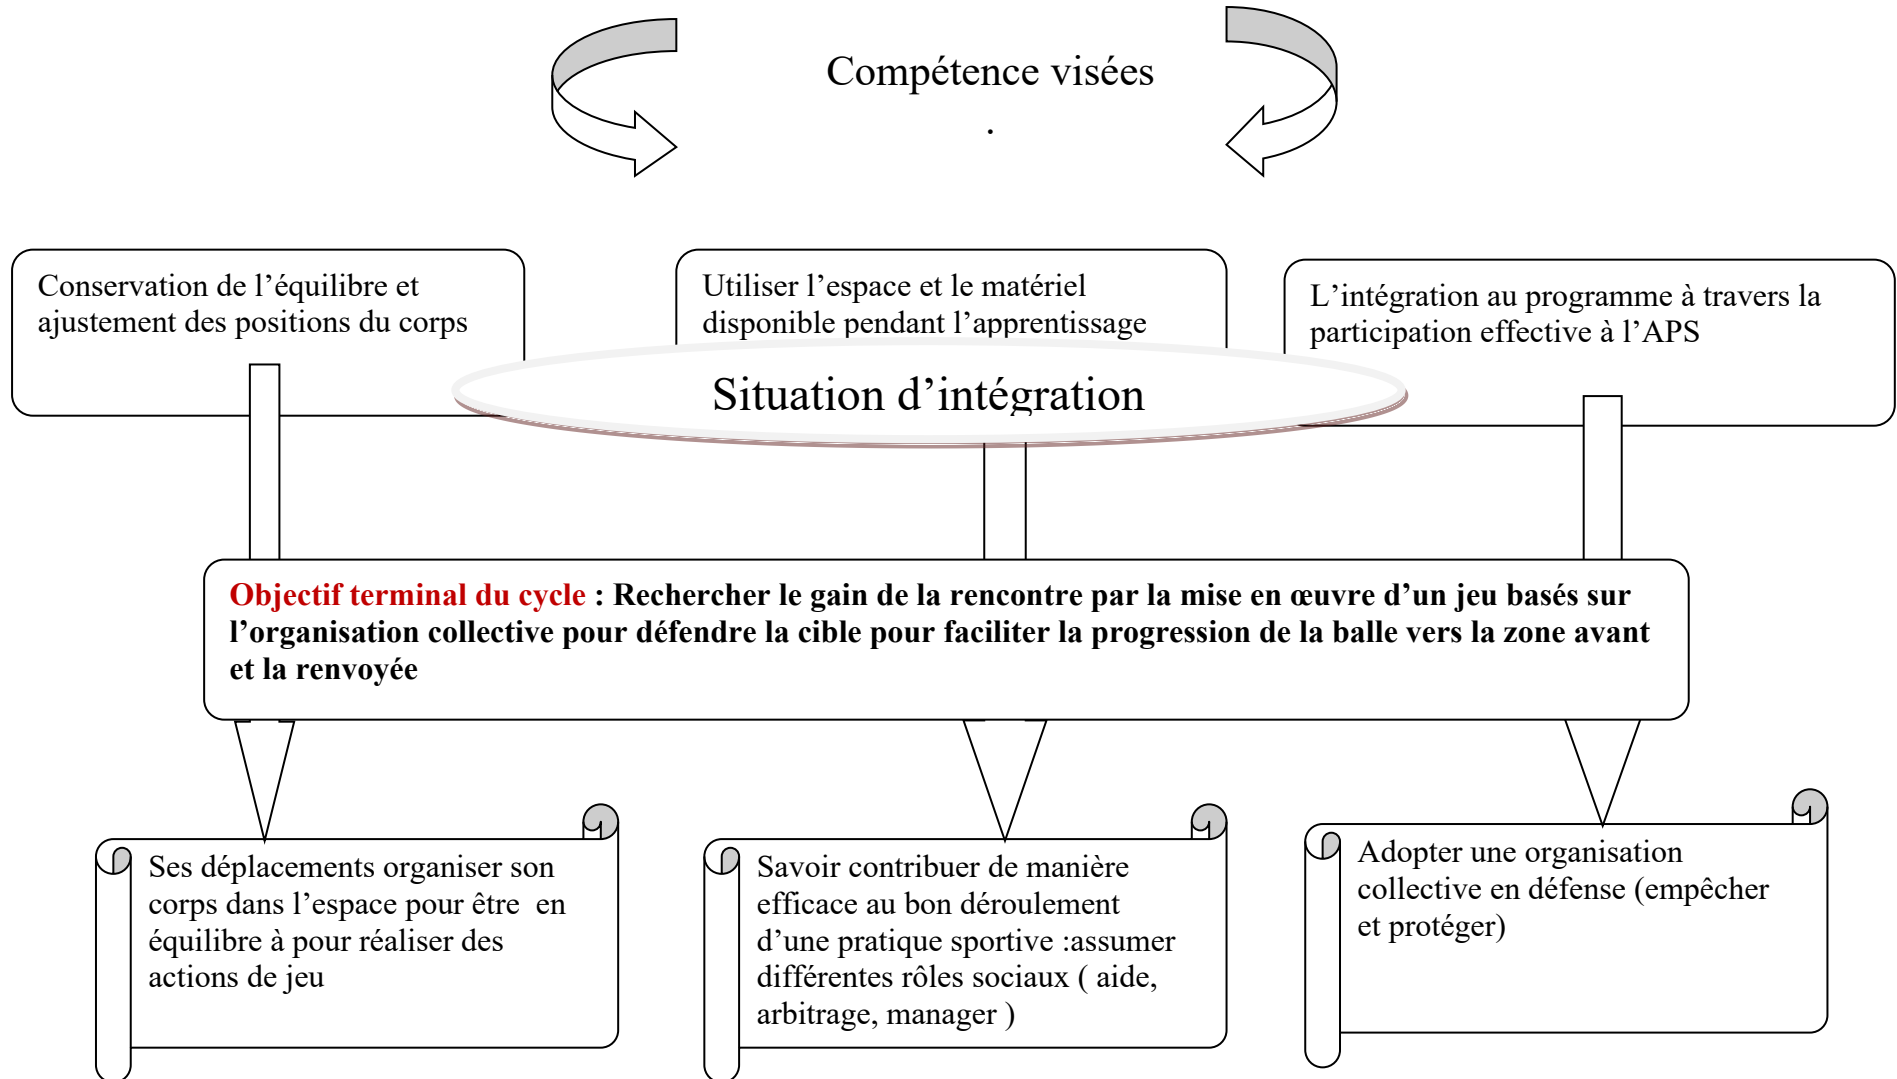 Compétence visées
.
Conservation de l’équilibre et
ajustement des positions du corps
Utiliser l’espace et le matériel
disponible pendant l’apprentissage
L’intégration au programme à travers la
participation effective à l’APS
Situation d’intégration
Objectif terminal du cycle : Rechercher le gain de la rencontre par la mise en œuvre d’un jeu basés sur
l’organisation collective pour défendre la cible pour faciliter la progression de la balle vers la zone avant
et la renvoyée
Ses déplacements organiser son
corps dans l’espace pour être  en
équilibre à pour réaliser des
actions de jeu
Savoir contribuer de manière
efficace au bon déroulement
d’une pratique sportive :assumer
différentes rôles sociaux ( aide,
arbitrage, manager )
Adopter une organisation
collective en défense (empêcher
et protéger)